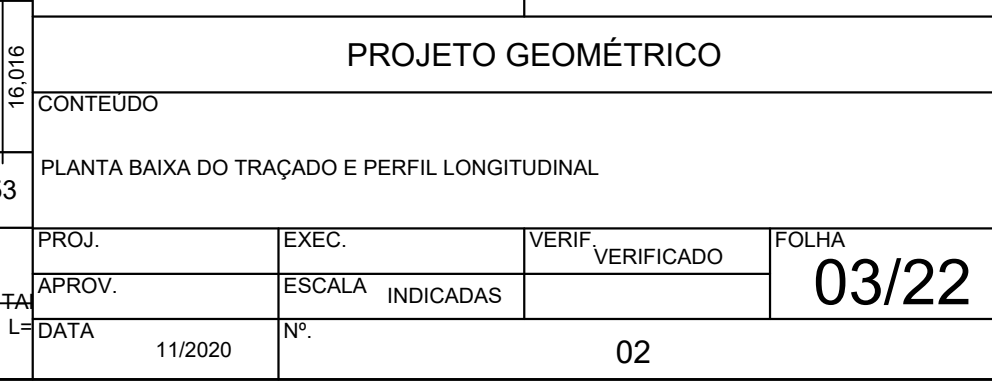 16,016
PROJETO GEOMÉTRICO
CONTEÚDO
PLANTA BAIXA DO TRAÇADO E PERFIL LONGITUDINAL
PROJ.
EXEC.
VERIF.
VERIFICADO
FOLHA
03/22
APROV.
ESCALA
INDICADAS
L=
DATA
11/2020
Nº.
02